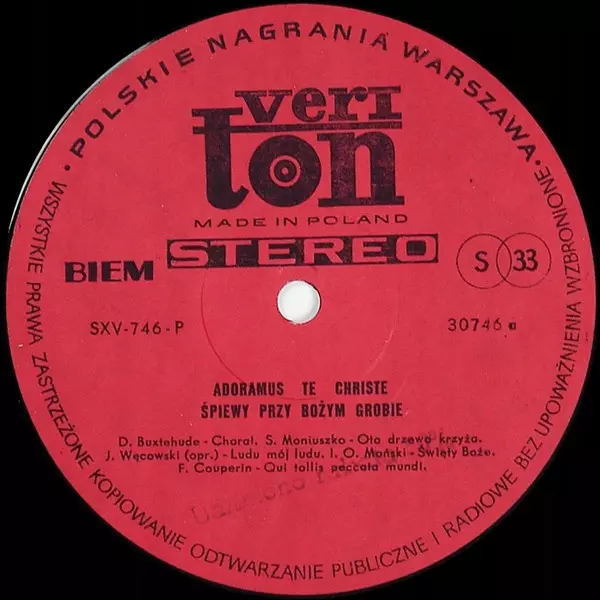 • POLSKIE NAGRANIA WARSZAWA •
veri
ton
MADE IN POLAND
STEREO
BIEM
S 33
SXV-746-P
30746 a
ADORAMUS TE CHRISTE
ŚPIEWY PRZY BOŻYM GROBIE
D. Buxtehude - Chorał. S. Moniuszko - Oto drzewo krzyża.
J. Węcowski (opr.) - Ludu mój ludu. I. O. Moński - Święty Boże.
F. Couperin - Qui tollis peccata mundi.
WSZYSTKIE PRAWA ZASTRZEŻONE KOPIOWANIE ODTWARZANIE PUBLICZNE I RADIOWE BEZ UPOWAŻNIENIA WZBRONIONE